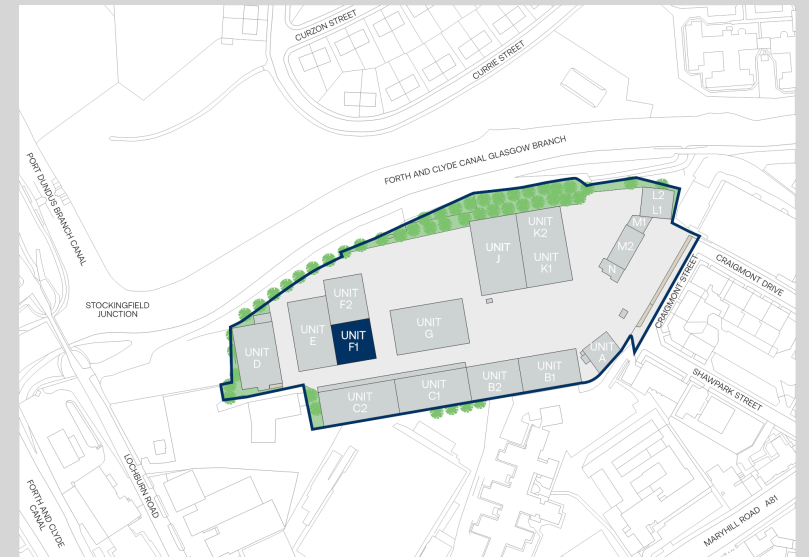 CURZON STREET
CURRIE STREET
FORTH AND CLYDE CANAL GLASGOW BRANCH
PORT DUNDUS BRANCH CANAL
STOCKINGFIELD
JUNCTION
L2
L1
M1
M2
N
UNIT
K2
UNIT
J
UNIT
K1
CRAIGMONT DRIVE
CRAIGMONT STREET
UNIT
F2
UNIT
E
UNIT
F1
UNIT
G
UNIT
D
UNIT
A
UNIT
B1
UNIT
B2
UNIT
C1
UNIT
C2
SHAWPARK STREET
LOCHBURN ROAD
FORTH AND CLYDE
CANAL
MARYHILL ROAD A81